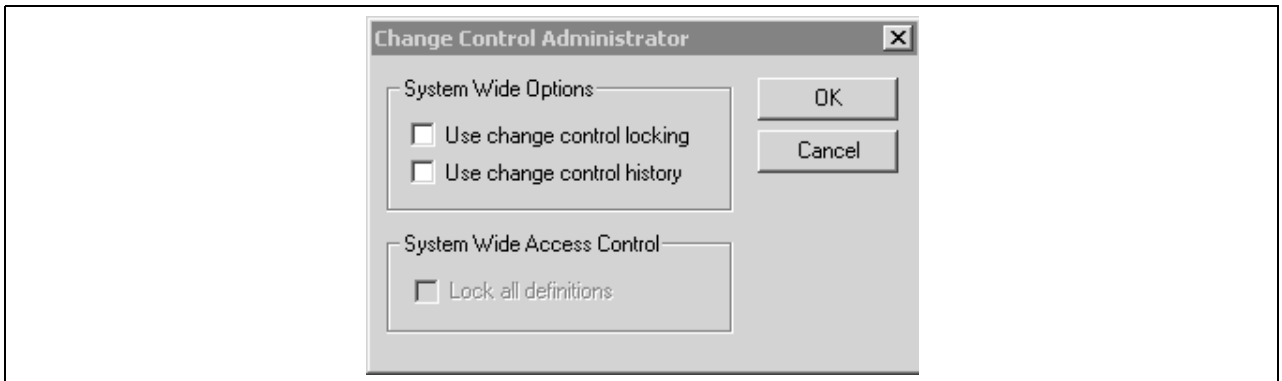 Change Control Administrator
System Wide Options
Use change control locking
Use change control history
OK
Cancel
System Wide Access Control
Lock all definitions